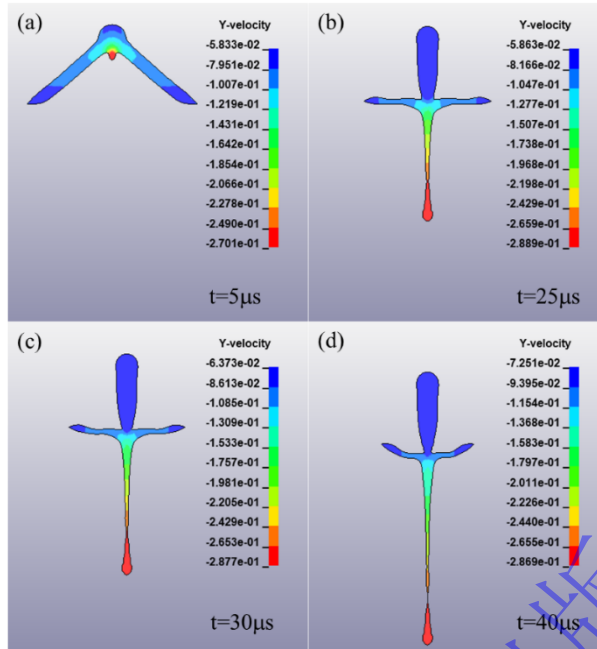 (a)
Y-velocity
-5.833e-02
-7.951e-02
-1.007e-01
-1.219e-01
-1.431e-01
-1.642e-01
-1.854e-01
-2.066e-01
-2.278e-01
-2.490e-01
-2.701e-01
t=5μs
(b)
Y-velocity
-5.863e-02
-8.166e-02
-1.047e-01
-1.277e-01
-1.507e-01
-1.738e-01
-1.968e-01
-2.198e-01
-2.429e-01
-2.659e-01
-2.889e-01
t=25μs
(c)
Y-velocity
-6.373e-02
-8.613e-02
-1.085e-01
-1.309e-01
-1.533e-01
-1.757e-01
-1.981e-01
-2.205e-01
-2.429e-01
-2.653e-01
-2.877e-01
t=30μs
(d)
Y-velocity
-7.251e-02
-9.395e-02
-1.154e-01
-1.368e-01
-1.583e-01
-1.797e-01
-2.011e-01
-2.226e-01
-2.440e-01
-2.655e-01
-2.869e-01
t=40μs